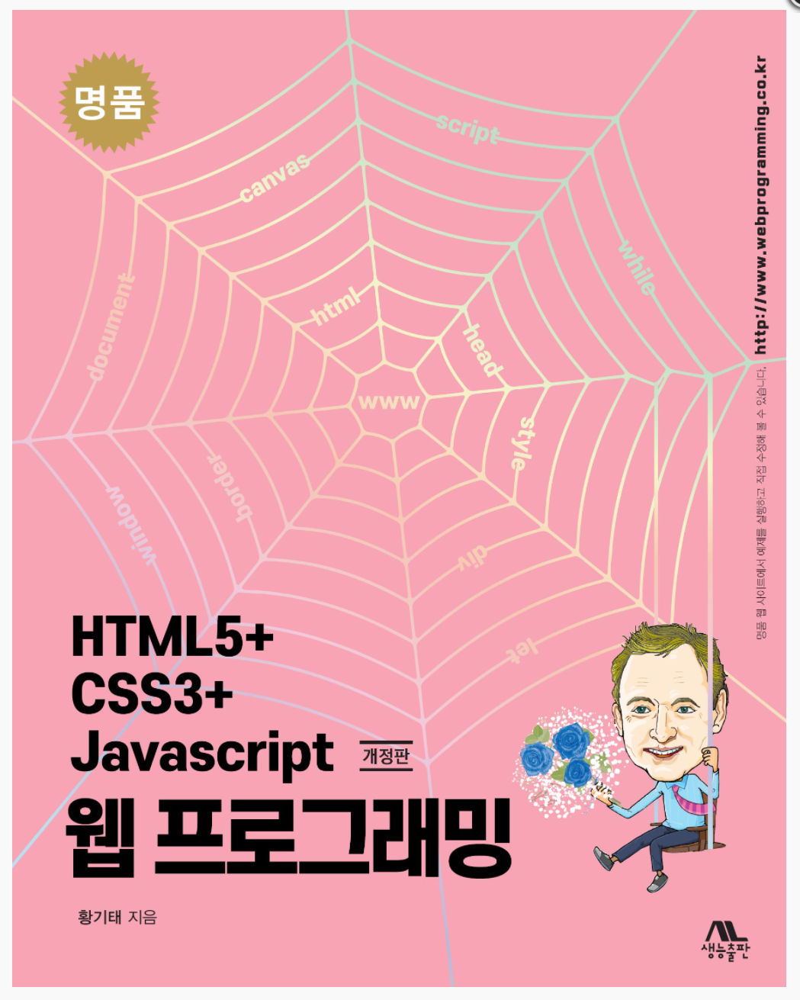 명품
script
canvas
while
document
html
head
www
style
border
window
div
let
http://www.webprogramming.co.kr
명품 웹 사이트에서 예제를 실행하고 직접 수정해 볼 수 있습니다.
HTML5+
CSS3+
Javascript 개정판
웹 프로그래밍
황기태 지음
생능출판